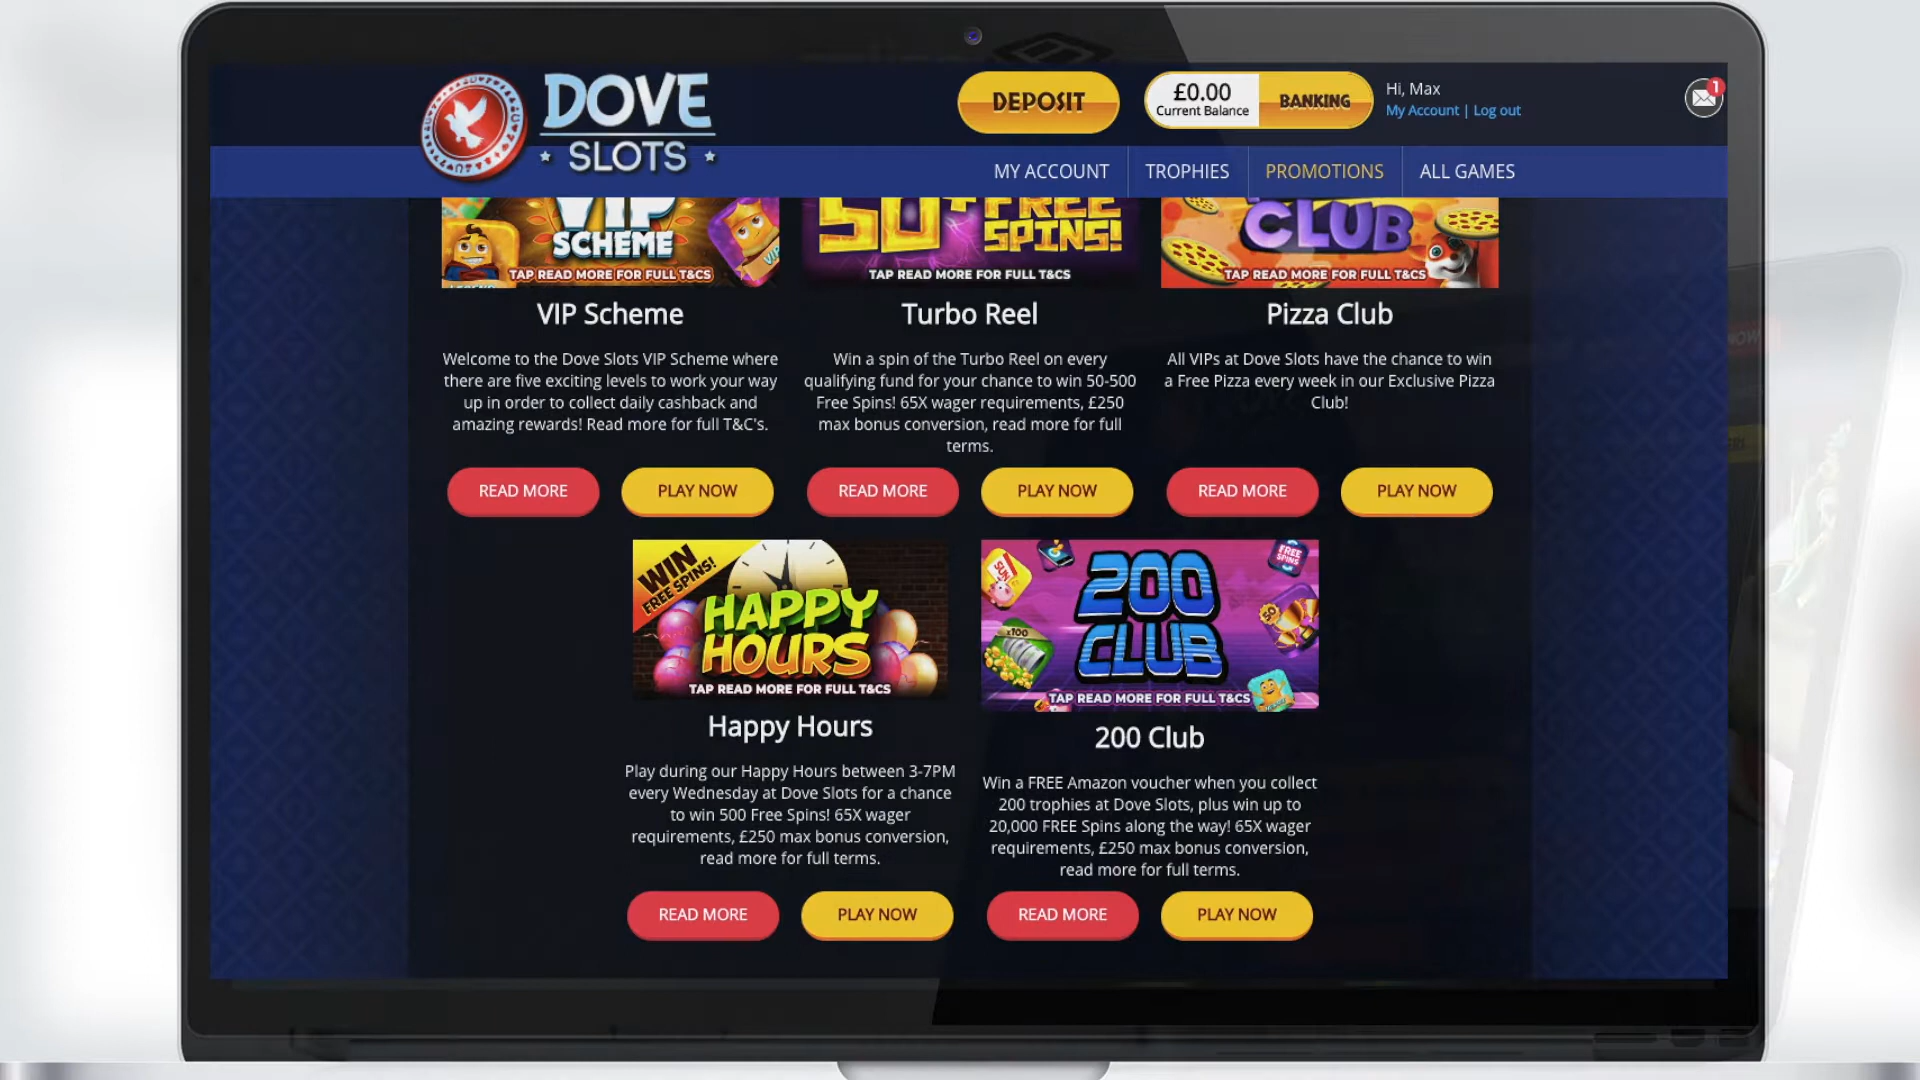 DOVE
SLOTS
DEPOSIT
£0.00
Current Balance
BANKING
Hi, Max
My Account | Log out
1
MY ACCOUNT
TROPHIES
PROMOTIONS
ALL GAMES
VIP
SCHEME
TAP READ MORE FOR FULL T&CS
50+ FREE
SPINS!
TAP READ MORE FOR FULL T&CS
CLUB
TAP READ MORE FOR FULL T&CS
VIP Scheme
Welcome to the Dove Slots VIP Scheme where
there are five exciting levels to work your way
up in order to collect daily cashback and
amazing rewards! Read more for full T&C's.
READ MORE
PLAY NOW
Turbo Reel
Win a spin of the Turbo Reel on every
qualifying fund for your chance to win 50-500
Free Spins! 65X wager requirements, £250
max bonus conversion, read more for full
terms.
READ MORE
PLAY NOW
Pizza Club
All VIPs at Dove Slots have the chance to win
a Free Pizza every week in our Exclusive Pizza
Club!
READ MORE
PLAY NOW
WIN
FREE SPINS!
HAPPY
HOURS
TAP READ MORE FOR FULL T&CS
Happy Hours
Play during our Happy Hours between 3-7PM
every Wednesday at Dove Slots for a chance
to win 500 Free Spins! 65X wager
requirements, £250 max bonus conversion,
read more for full terms.
READ MORE
PLAY NOW
FREE
SPINS
SUN
x100
50
200
CLUB
TAP READ MORE FOR FULL T&CS
200 Club
Win a FREE Amazon voucher when you collect
200 trophies at Dove Slots, plus win up to
20,000 FREE Spins along the way! 65X wager
requirements, £250 max bonus conversion,
read more for full terms.
READ MORE
PLAY NOW